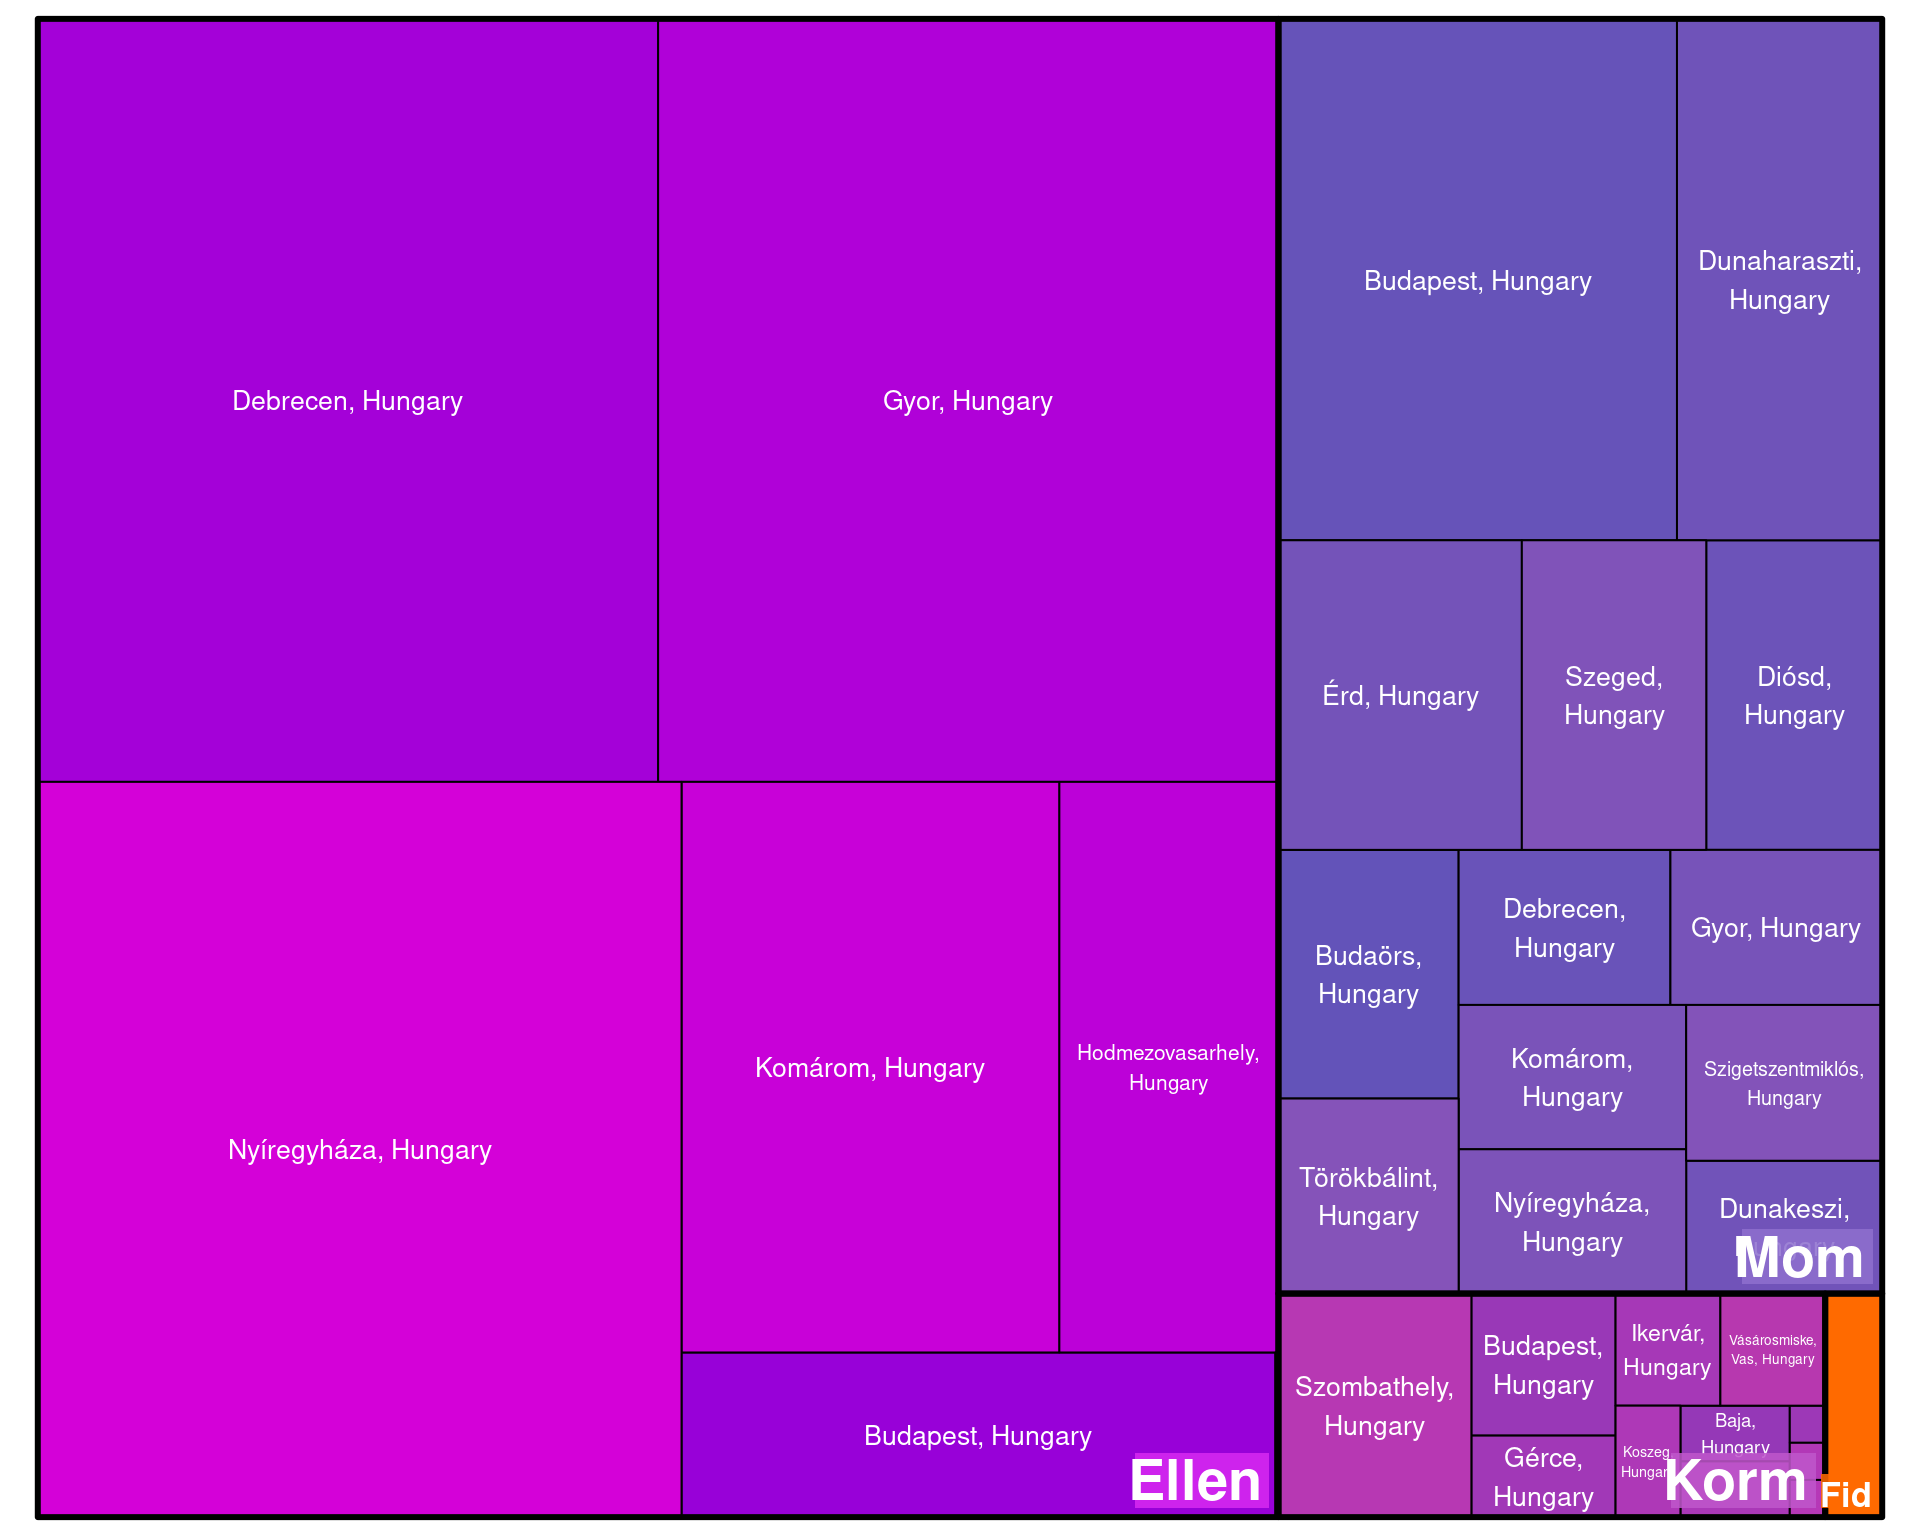 Debrecen, Hungary
Gyor, Hungary
Nyíregyháza, Hungary
Komárom, Hungary
Hodmezovasarhely,
Hungary
Budapest, Hungary
Ellen
Budapest, Hungary
Dunaharaszti,
Hungary
Érd, Hungary
Szeged,
Hungary
Diósd,
Hungary
Budaörs,
Hungary
Debrecen,
Hungary
Gyor, Hungary
Komárom,
Hungary
Szigetszentmiklós,
Hungary
Törökbálint,
Hungary
Nyíregyháza,
Hungary
Dunakeszi,
Mom
Szombathely,
Hungary
Budapest,
Hungary
Gérce,
Hungary
Ikervár,
Hungary
Vásárosmiske,
Vas, Hungary
Koszeg
Baja,
Hungary
Korm
Fid